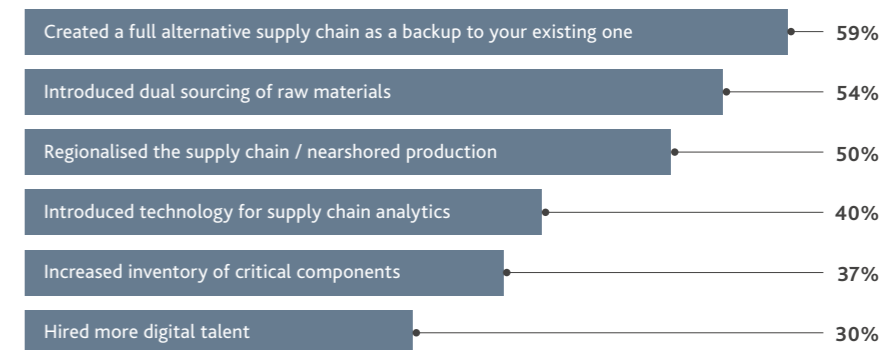 Created a full alternative supply chain as a backup to your existing one 59%
Introduced dual sourcing of raw materials 54%
Regionalised the supply chain / nearshored production 50%
Introduced technology for supply chain analytics 40%
Increased inventory of critical components 37%
Hired more digital talent 30%